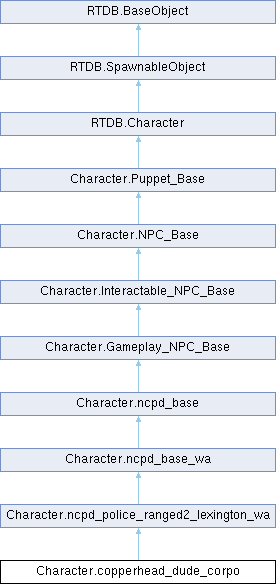 RTDB.BaseObject
RTDB.SpawnableObject
RTDB.Character
Character.Puppet_Base
Character.NPC_Base
Character.Interactable_NPC_Base
Character.Gameplay_NPC_Base
Character.ncpd_base
Character.ncpd_base_wa
Character.ncpd_police_ranged2_lexington_wa
Character.copperhead_dude_corpo